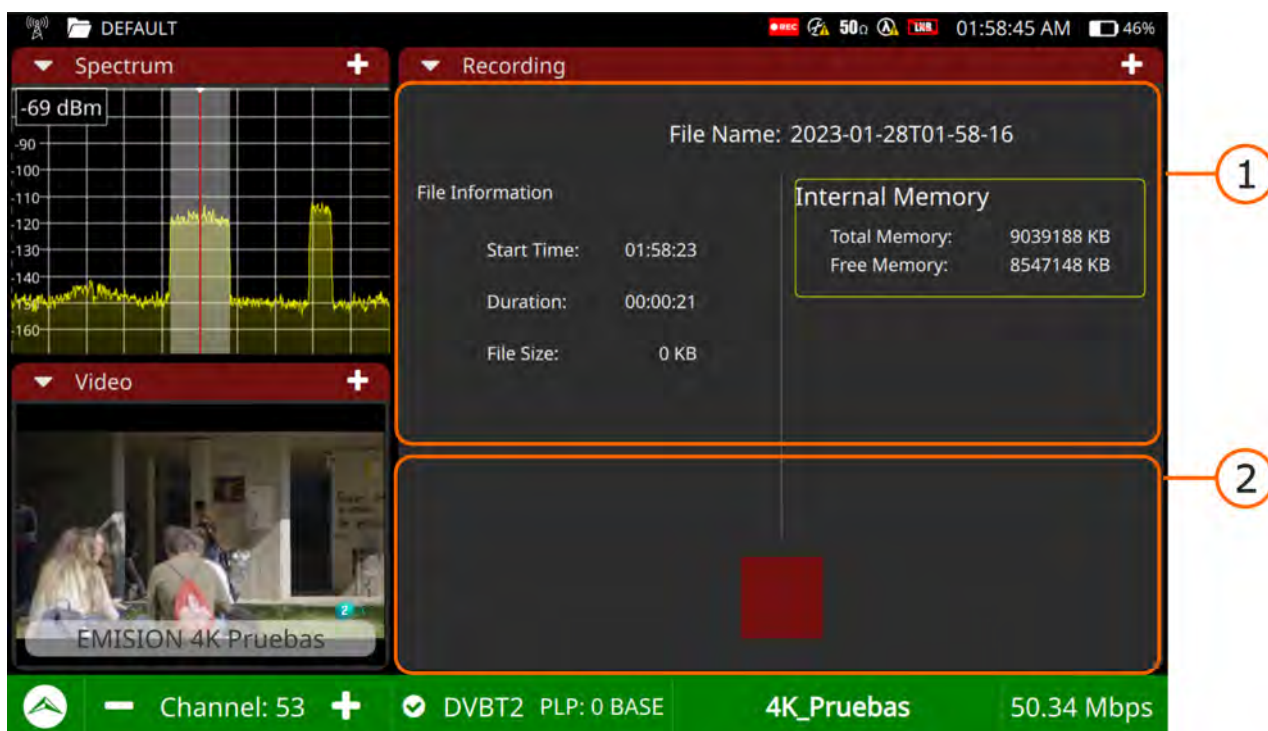 DEFAULT
REC 50Ω LNB 01:58:45 AM 46%
Spectrum
-69 dBm
-90
-100
-110
-120
-130
-140
-150
-160
Video
2
EMISION 4K Pruebas
Recording
File Name: 2023-01-28T01-58-16
File Information
Start Time: 01:58:23
Duration: 00:00:21
File Size: 0 KB
Internal Memory
Total Memory: 9039188 KB
Free Memory: 8547148 KB
1
2
Channel: 53
DVBT2 PLP: 0 BASE
4K_Pruebas
50.34 Mbps